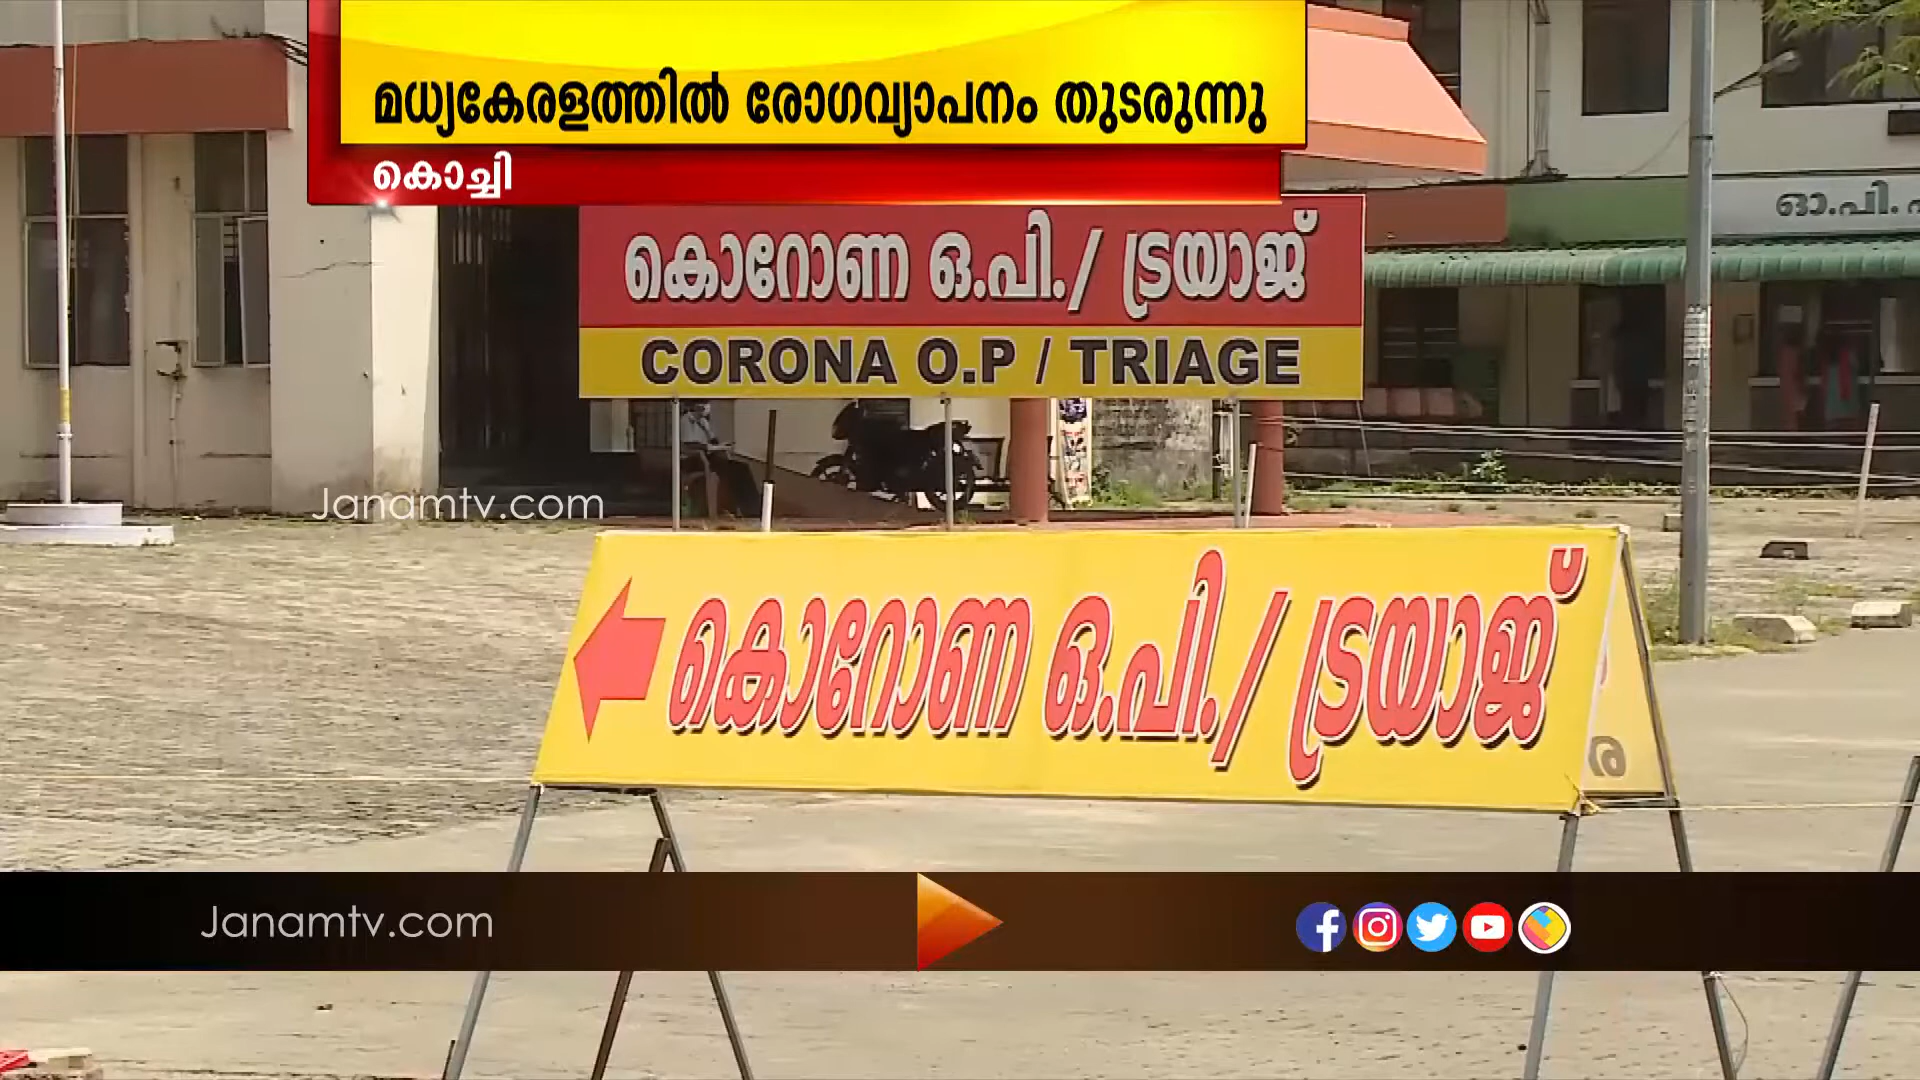 മധ്യകേരളത്തിൽ രോഗവ്യാപനം തുടരുന്നു
കൊച്ചി
ഓ.പി.
കൊറോണ ഒ.പി./ ട്രയാജ്
CORONA O.P / TRIAGE
Janamtv.com
കൊറോണ ഒ.പി./ ട്രയാജ്
Janamtv.com